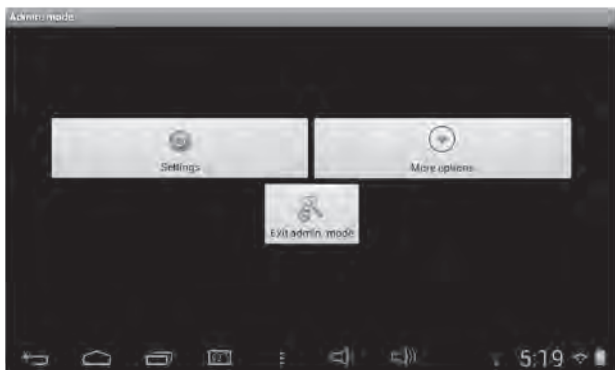 Admin. mode
Settings
More options
Exit admin. mode
5:19